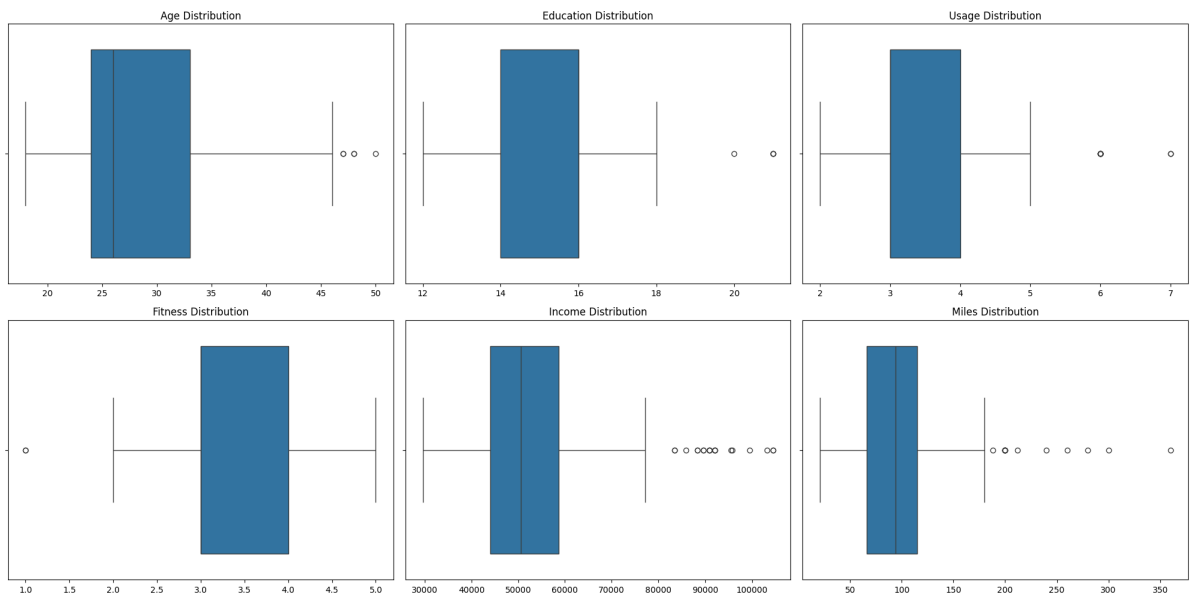 Age Distribution
20 25 30 35 40 45 50
Education Distribution
12 14 16 18 20
Usage Distribution
2 3 4 5 6 7
Fitness Distribution
1.0 1.5 2.0 2.5 3.0 3.5 4.0 4.5 5.0
Income Distribution
30000 40000 50000 60000 70000 80000 90000 100000
Miles Distribution
50 100 150 200 250 300 350